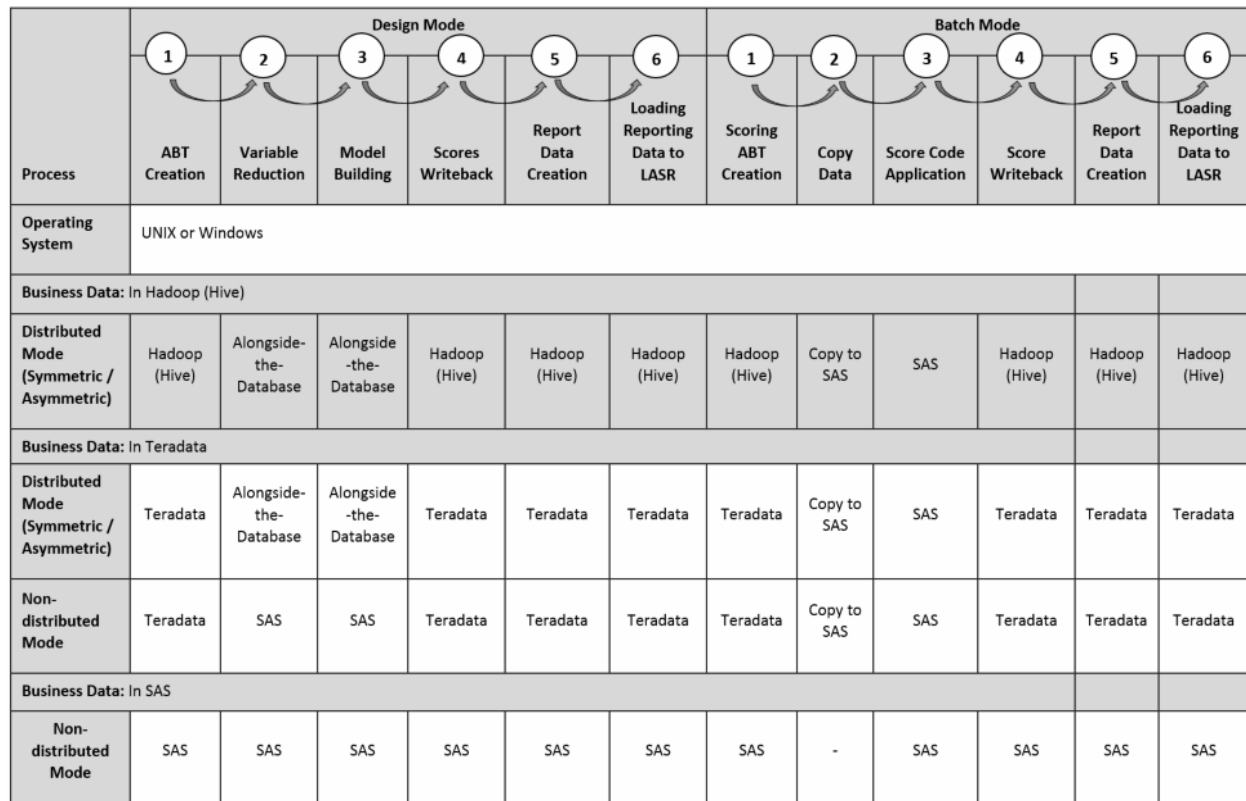 Design Mode
Batch Mode
1 2 3 4 5 6 1 2 3 4 5 6
Process
ABT
Creation
Variable
Reduction
Model
Building
Scores
Writeback
Report
Data
Creation
Loading
Reporting
Data to
LASR
Scoring
ABT
Creation
Copy
Data
Score Code
Application
Score
Writeback
Report
Data
Creation
Loading
Reporting
Data to
LASR
Operating
System
UNIX or Windows
Business Data: In Hadoop (Hive)
Distributed
Mode
(Symmetric /
Asymmetric)
Hadoop
(Hive)
Alongside-
the-
Database
Alongside
-the-
Database
Hadoop
(Hive)
Hadoop
(Hive)
Hadoop
(Hive)
Hadoop
(Hive)
Copy to
SAS
SAS
Hadoop
(Hive)
Hadoop
(Hive)
Hadoop
(Hive)
Business Data: In Teradata
Distributed
Mode
(Symmetric /
Asymmetric)
Teradata
Alongside-
the-
Database
Alongside
-the-
Database
Teradata
Teradata
Teradata
Teradata
Copy to
SAS
SAS
Teradata
Teradata
Teradata
Non-
distributed
Mode
Teradata
SAS
SAS
Teradata
Teradata
Teradata
Teradata
Copy to
SAS
SAS
Teradata
Teradata
Teradata
Business Data: In SAS
Non-
distributed
Mode
SAS
SAS
SAS
SAS
SAS
SAS
SAS
-
SAS
SAS
SAS
SAS